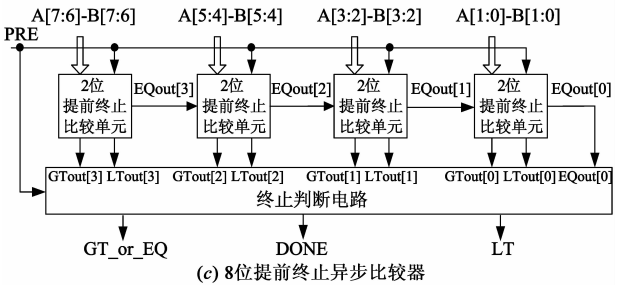 A[7:6]-B[7:6] A[5:4]-B[5:4] A[3:2]-B[3:2] A[1:0]-B[1:0]
PRE
2位 2位 2位 2位
提前终止 EQout[3] 提前终止 EQout[2] 提前终止 EQout[1] 提前终止 EQout[0]
比较单元 比较单元 比较单元 比较单元
GTout[3] LTout[3] GTout[2] LTout[2] GTout[1] LTout[1] GTout[0] LTout[0] EQout[0]
终止判断电路
GT_or_EQ DONE LT
(c) 8位提前终止异步比较器